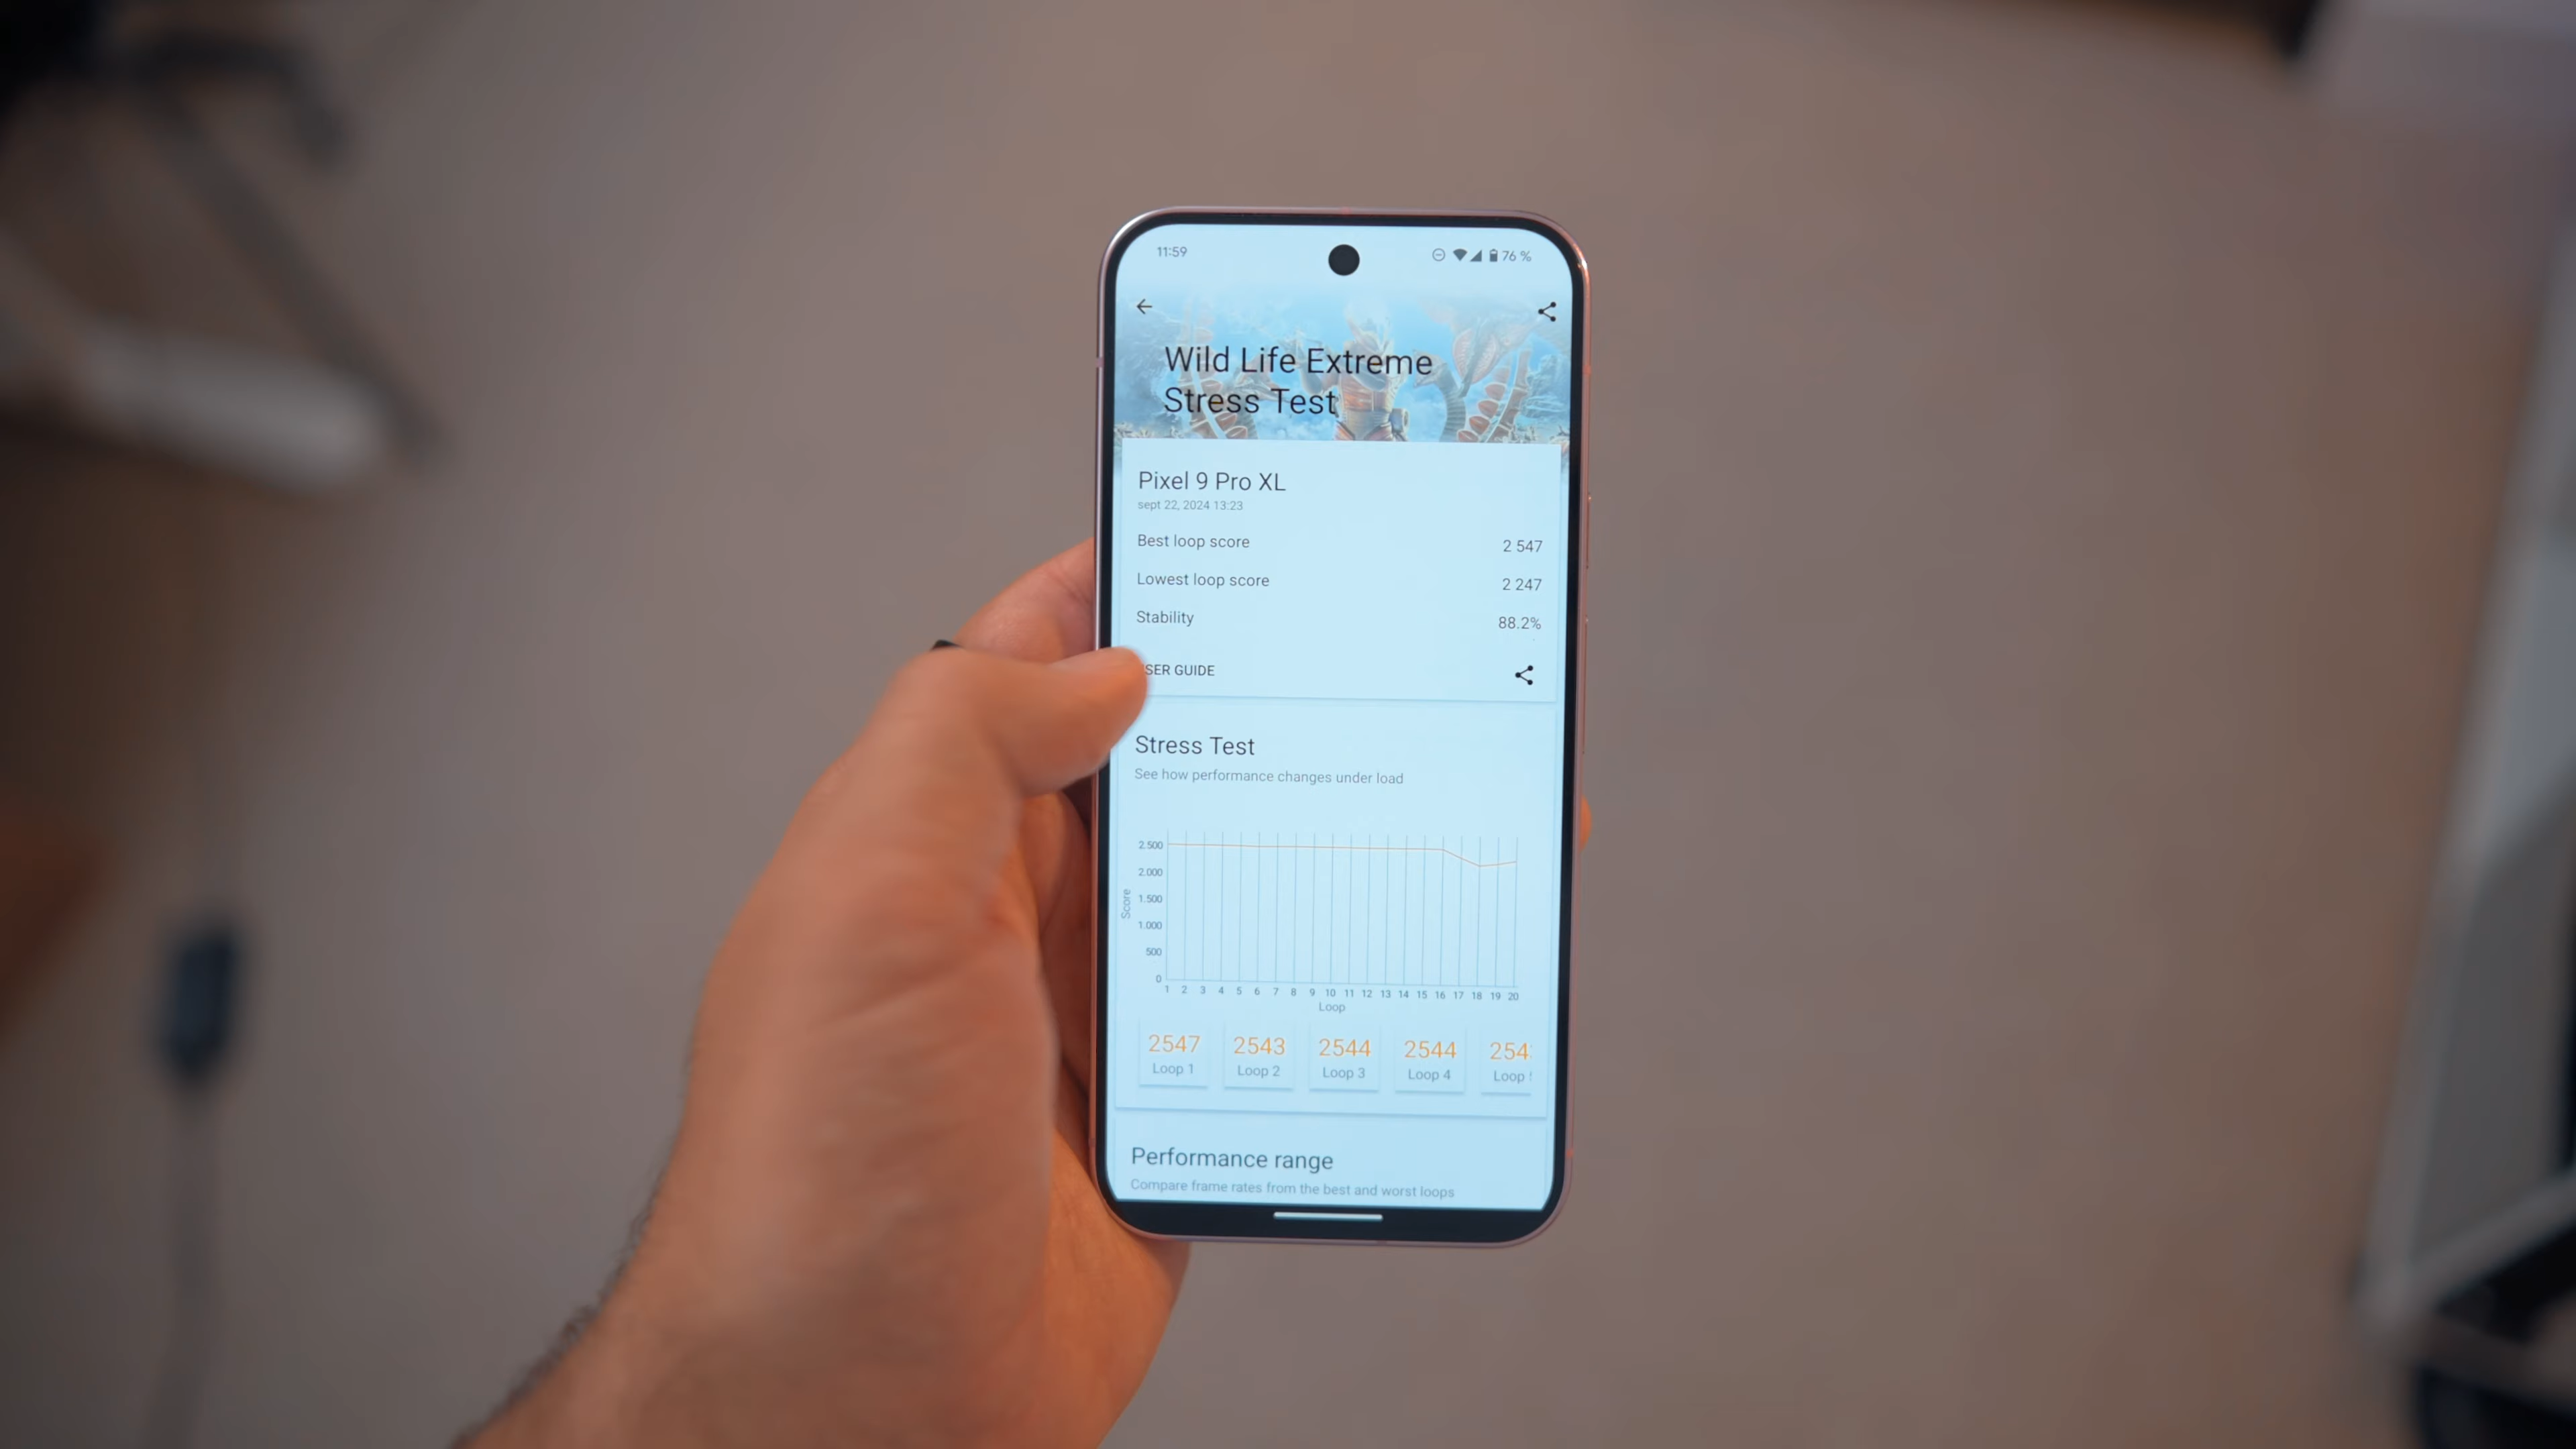 11:59
76 %
Wild Life Extreme
Stress Test
Pixel 9 Pro XL
sept 22, 2024 13:23
Best loop score 2 547
Lowest loop score 2 247
Stability 88.2%
SER GUIDE
Stress Test
See how performance changes under load
2.500
2.000
1.500
1.000
500
0
Score
1 2 3 4 5 6 7 8 9 10 11 12 13 14 15 16 17 18 19 20
Loop
2547 2543 2544 2544 254
Loop 1 Loop 2 Loop 3 Loop 4 Loop
Performance range
Compare frame rates from the best and worst loops